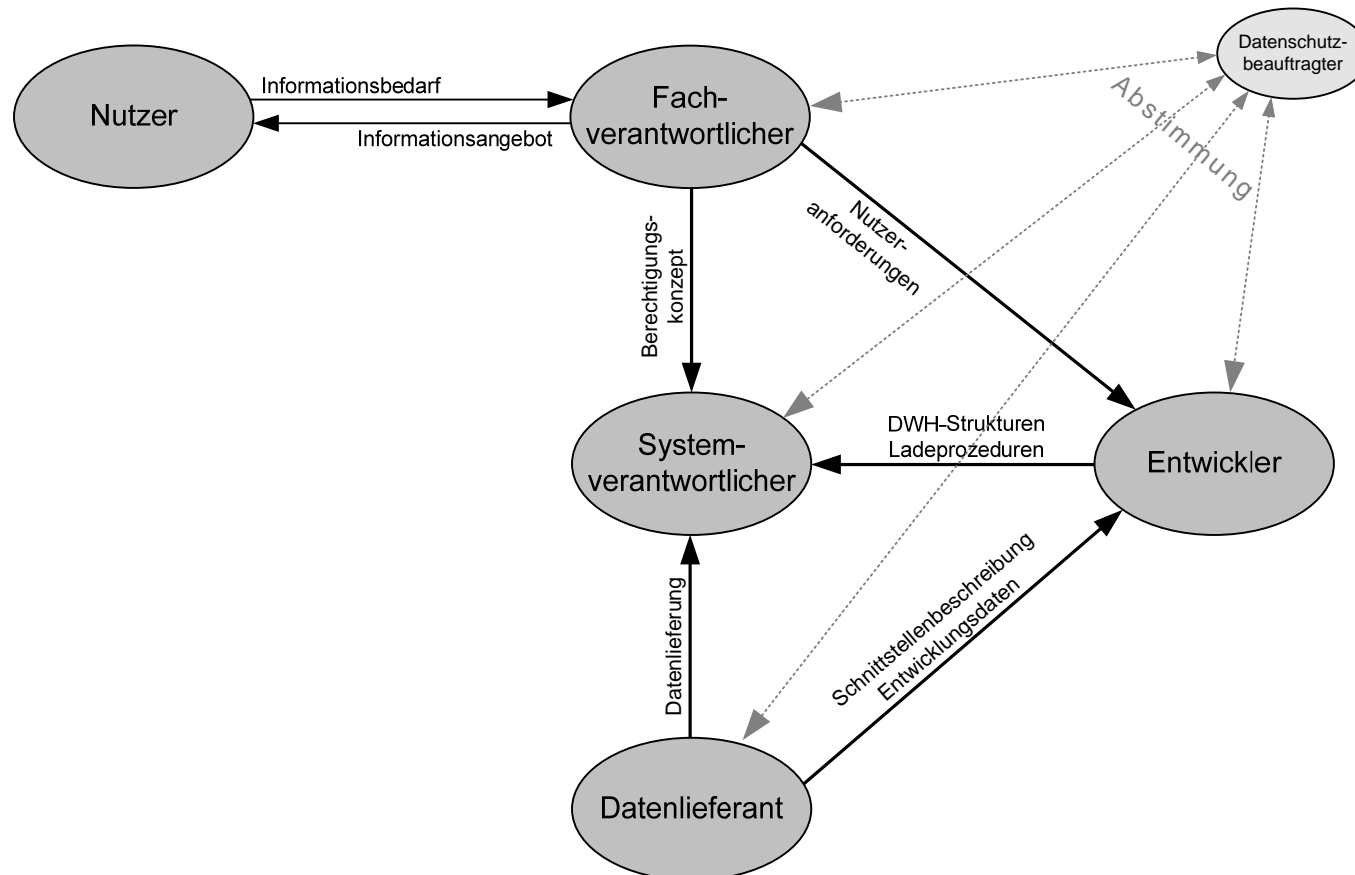 Datenschutz-
beauftragter
Nutzer
Informationsbedarf
Informationsangebot
Fach-
verantwortlicher
Abstimmung
Berechtigungs-
konzept
Nutzer-
anforderungen
System-
verantwortlicher
DWH-Strukturen
Ladeprozeduren
Entwickler
Datenlieferung
Schnittstellenbeschreibung
Entwicklungsdaten
Datenlieferant